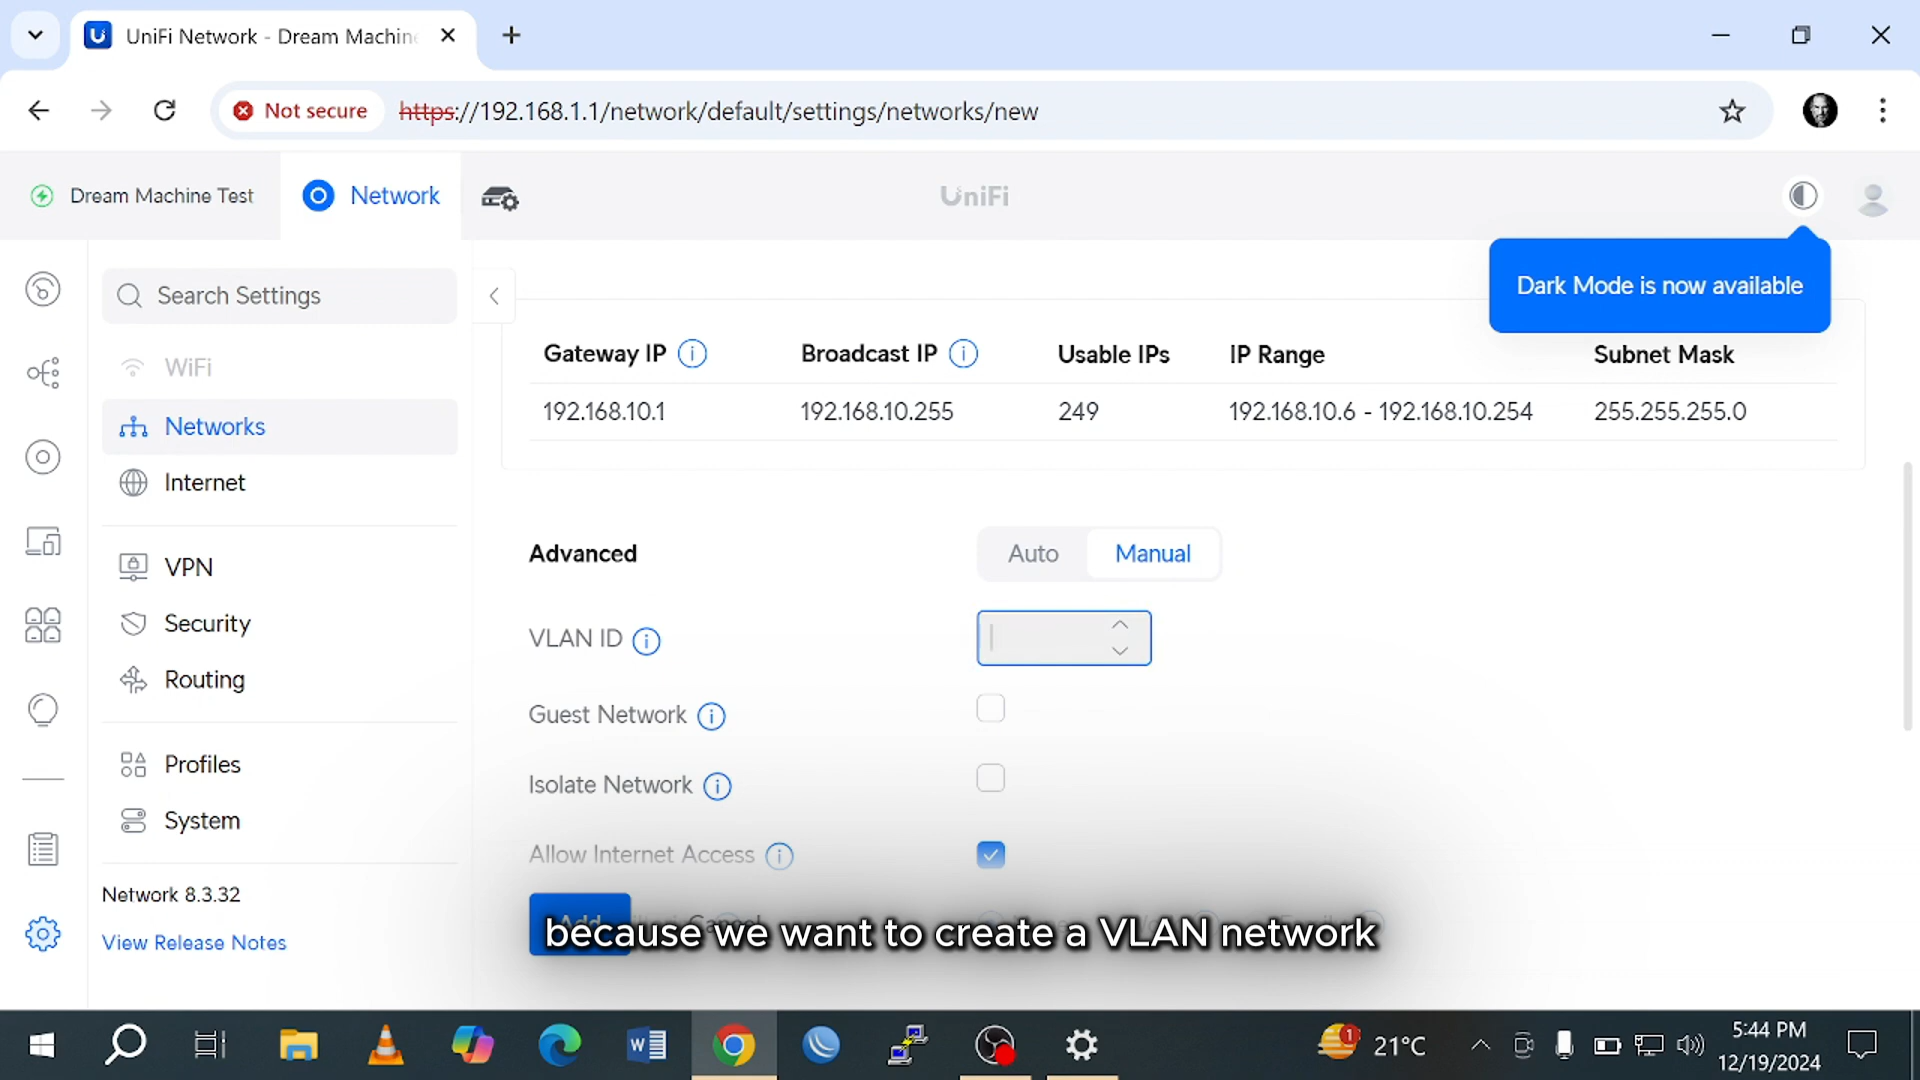 UniFi Network - Dream Machine
Not secure
https://192.168.1.1/network/default/settings/networks/new
Dream Machine Test
Network
UniFi
Dark Mode is now available
Search Settings
WiFi
Networks
Internet
VPN
Security
Routing
Profiles
System
Network 8.3.32
View Release Notes
Gateway IP Broadcast IP Usable IPs IP Range Subnet Mask
192.168.10.1 192.168.10.255 249 192.168.10.6 - 192.168.10.254 255.255.255.0
Advanced Auto Manual
VLAN ID
Guest Network
Isolate Network
Allow Internet Access
Add Cancel
because we want to create a VLAN network
1 21°C
5:44 PM
12/19/2024